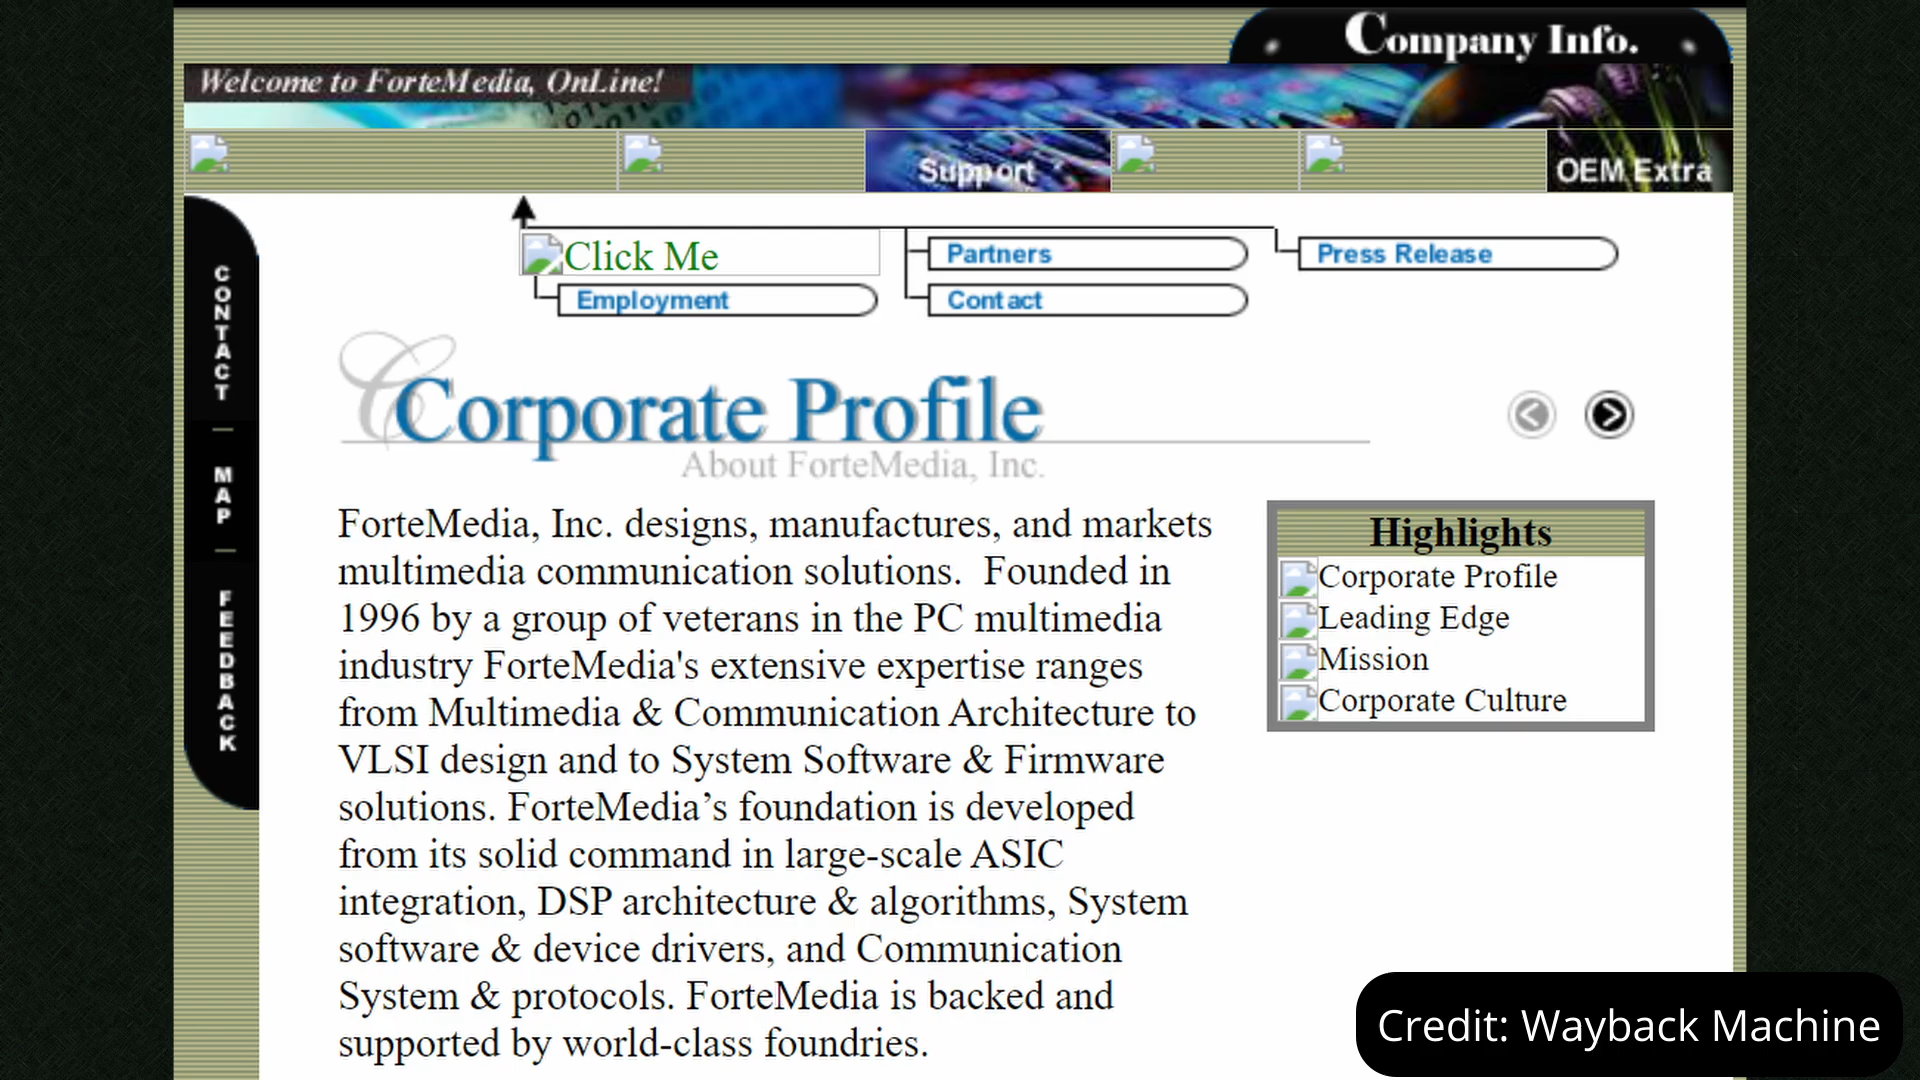 Company Info.
Welcome to ForteMedia, OnLine!
Support
OEM Extra
Click Me
Partners
Press Release
Employment
Contact
CONTACT
MAP
FEEDBACK
Corporate Profile
About ForteMedia, Inc.
ForteMedia, Inc. designs, manufactures, and markets
multimedia communication solutions.  Founded in
1996 by a group of veterans in the PC multimedia
industry ForteMedia's extensive expertise ranges
from Multimedia & Communication Architecture to
VLSI design and to System Software & Firmware
solutions. ForteMedia’s foundation is developed
from its solid command in large-scale ASIC
integration, DSP architecture & algorithms, System
software & device drivers, and Communication
System & protocols. ForteMedia is backed and
supported by world-class foundries.
Highlights
Corporate Profile
Leading Edge
Mission
Corporate Culture
Credit: Wayback Machine